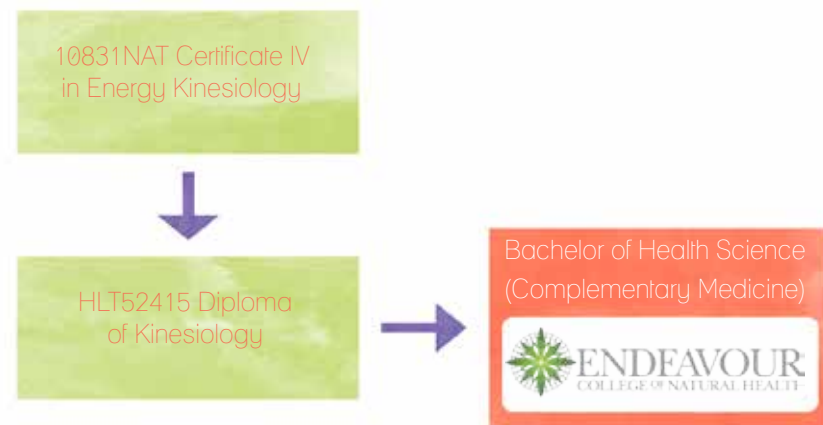 10831NAT Certificate IV
in Energy Kinesiology
HLT52415 Diploma
of Kinesiology
Bachelor of Health Science
(Complementary Medicine)
ENDEAVOUR
COLLEGE OF NATURAL HEALTH